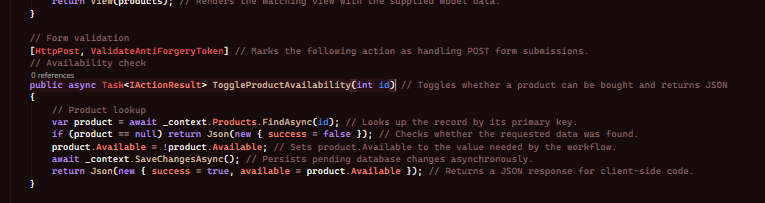 return View(products); // Renders the matching view with the supplied model data.
}
// Form validation
[HttpPost, ValidateAntiForgeryToken] // Marks the following action as handling POST form submissions.
// Availability check
0 references
public async Task<IActionResult> ToggleProductAvailability(int id) // Toggles whether a product can be bought and returns JSON
{
// Product lookup
var product = await _context.Products.FindAsync(id); // Looks up the record by its primary key.
if (product == null) return Json(new { success = false }); // Checks whether the requested data was found.
product.Available = !product.Available; // Sets product.Available to the value needed by the workflow.
await _context.SaveChangesAsync(); // Persists pending database changes asynchronously.
return Json(new { success = true, available = product.Available }); // Returns a JSON response for client-side code.
}